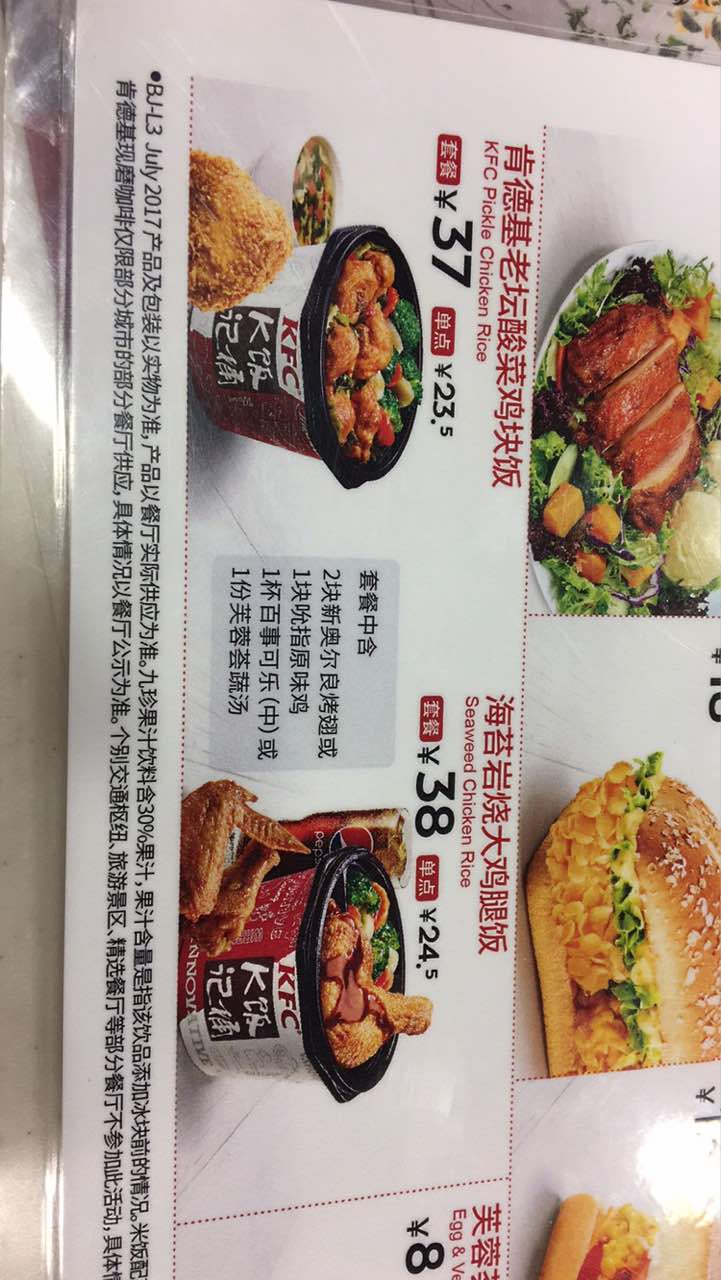 肯德基老坛酸菜鸡块饭
KFC Pickle Chicken Rice
套餐 ¥37 单点 ¥23.5
KFC
K饭
记桶
套餐中含
2块新奥尔良烤翅或
1块吮指原味鸡
1杯百事可乐(中)或
1份芙蓉荟蔬汤
海苔岩烧大鸡腿饭
Seaweed Chicken Rice
套餐 ¥38 单点 ¥24.5
pepsi
KFC
K饭
记桶
¥8
Egg & Ve
●BJ-L3 July 2017产品及包装以实物为准,产品以餐厅实际供应为准。九珍果汁饮料含30%果汁,果汁含量是指该饮品添加冰块前的情况。米饭配
肯德基现磨咖啡仅限部分城市的部分餐厅供应,具体情况以餐厅公示为准。个别交通枢纽、旅游景区、精选餐厅等部分餐厅不参加此活动,具体